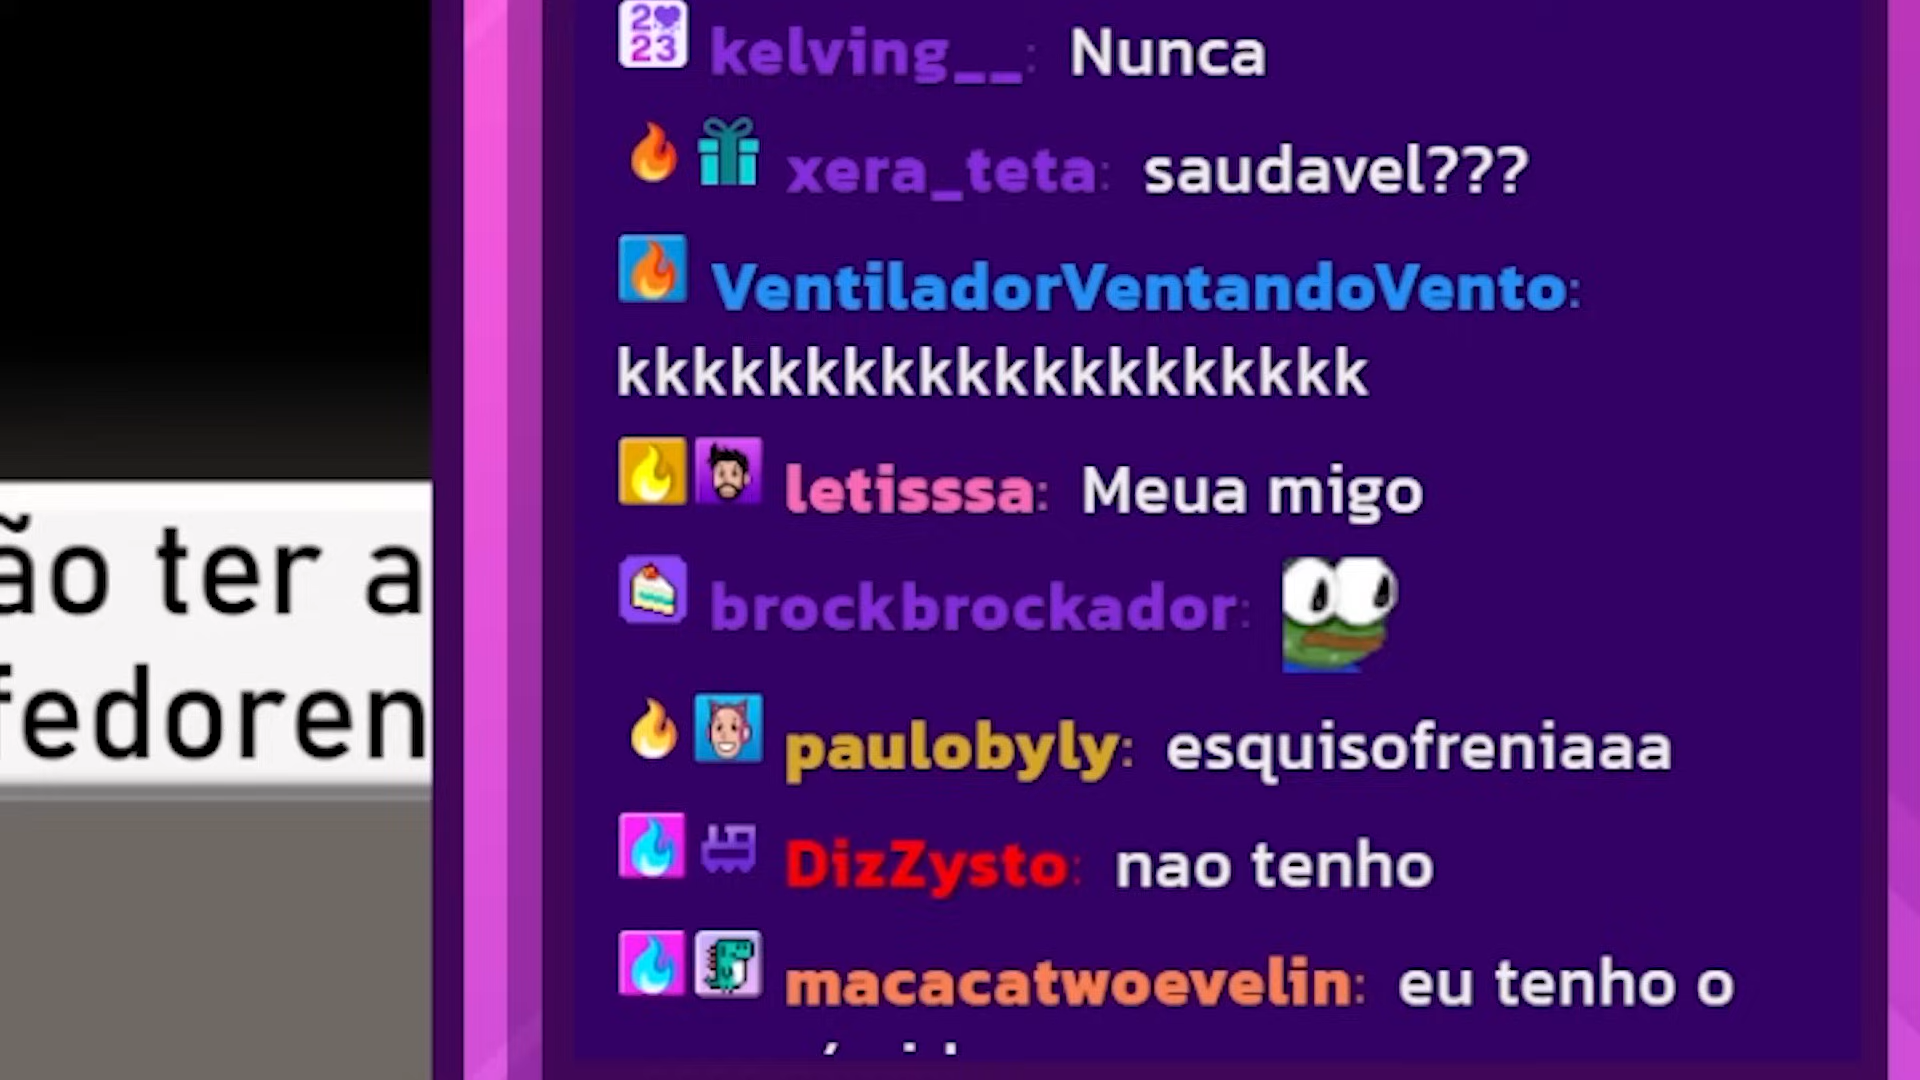 2023
kelving__: Nunca
xera_teta: saudavel???
VentiladorVentandoVento:
kkkkkkkkkkkkkkkkkkkk
letisssa: Meua migo
brockbrockador:
paulobyly: esquisofreniaaa
DizZysto: nao tenho
macacatwoevelin: eu tenho o
ão ter a
fedoren